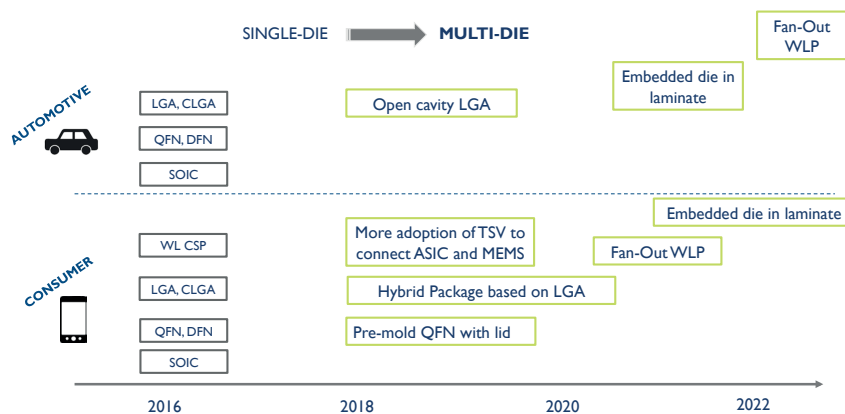 SINGLE-DIE
MULTI-DIE
Fan-Out
WLP
Embedded die in
laminate
AUTOMOTIVE
LGA, CLGA
Open cavity LGA
QFN, DFN
SOIC
Embedded die in laminate
CONSUMER
WL CSP
More adoption of TSV to
connect ASIC and MEMS
Fan-Out WLP
LGA, CLGA
Hybrid Package based on LGA
QFN, DFN
Pre-mold QFN with lid
SOIC
2016
2018
2020
2022